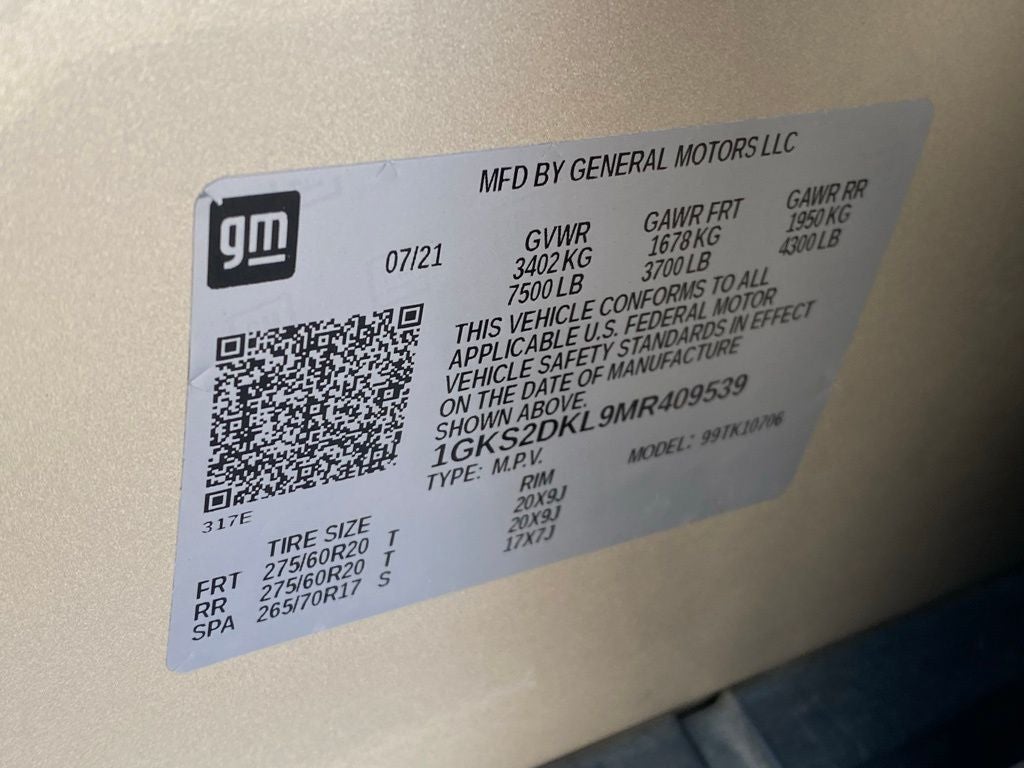 gm
MFD BY GENERAL MOTORS LLC
07/21
GVWR GAWR FRT GAWR RR
3402 KG 1678 KG 1950 KG
7500 LB 3700 LB 4300 LB
THIS VEHICLE CONFORMS TO ALL
APPLICABLE U.S. FEDERAL MOTOR
VEHICLE SAFETY STANDARDS IN EFFECT
ON THE DATE OF MANUFACTURE
SHOWN ABOVE.
1GKS2DKL9MR409539
TYPE: M.P.V. MODEL: 99TK10706
317E
TIRE SIZE RIM
FRT 275/60R20 T 20X9J
RR 275/60R20 T 20X9J
SPA 265/70R17 S 17X7J